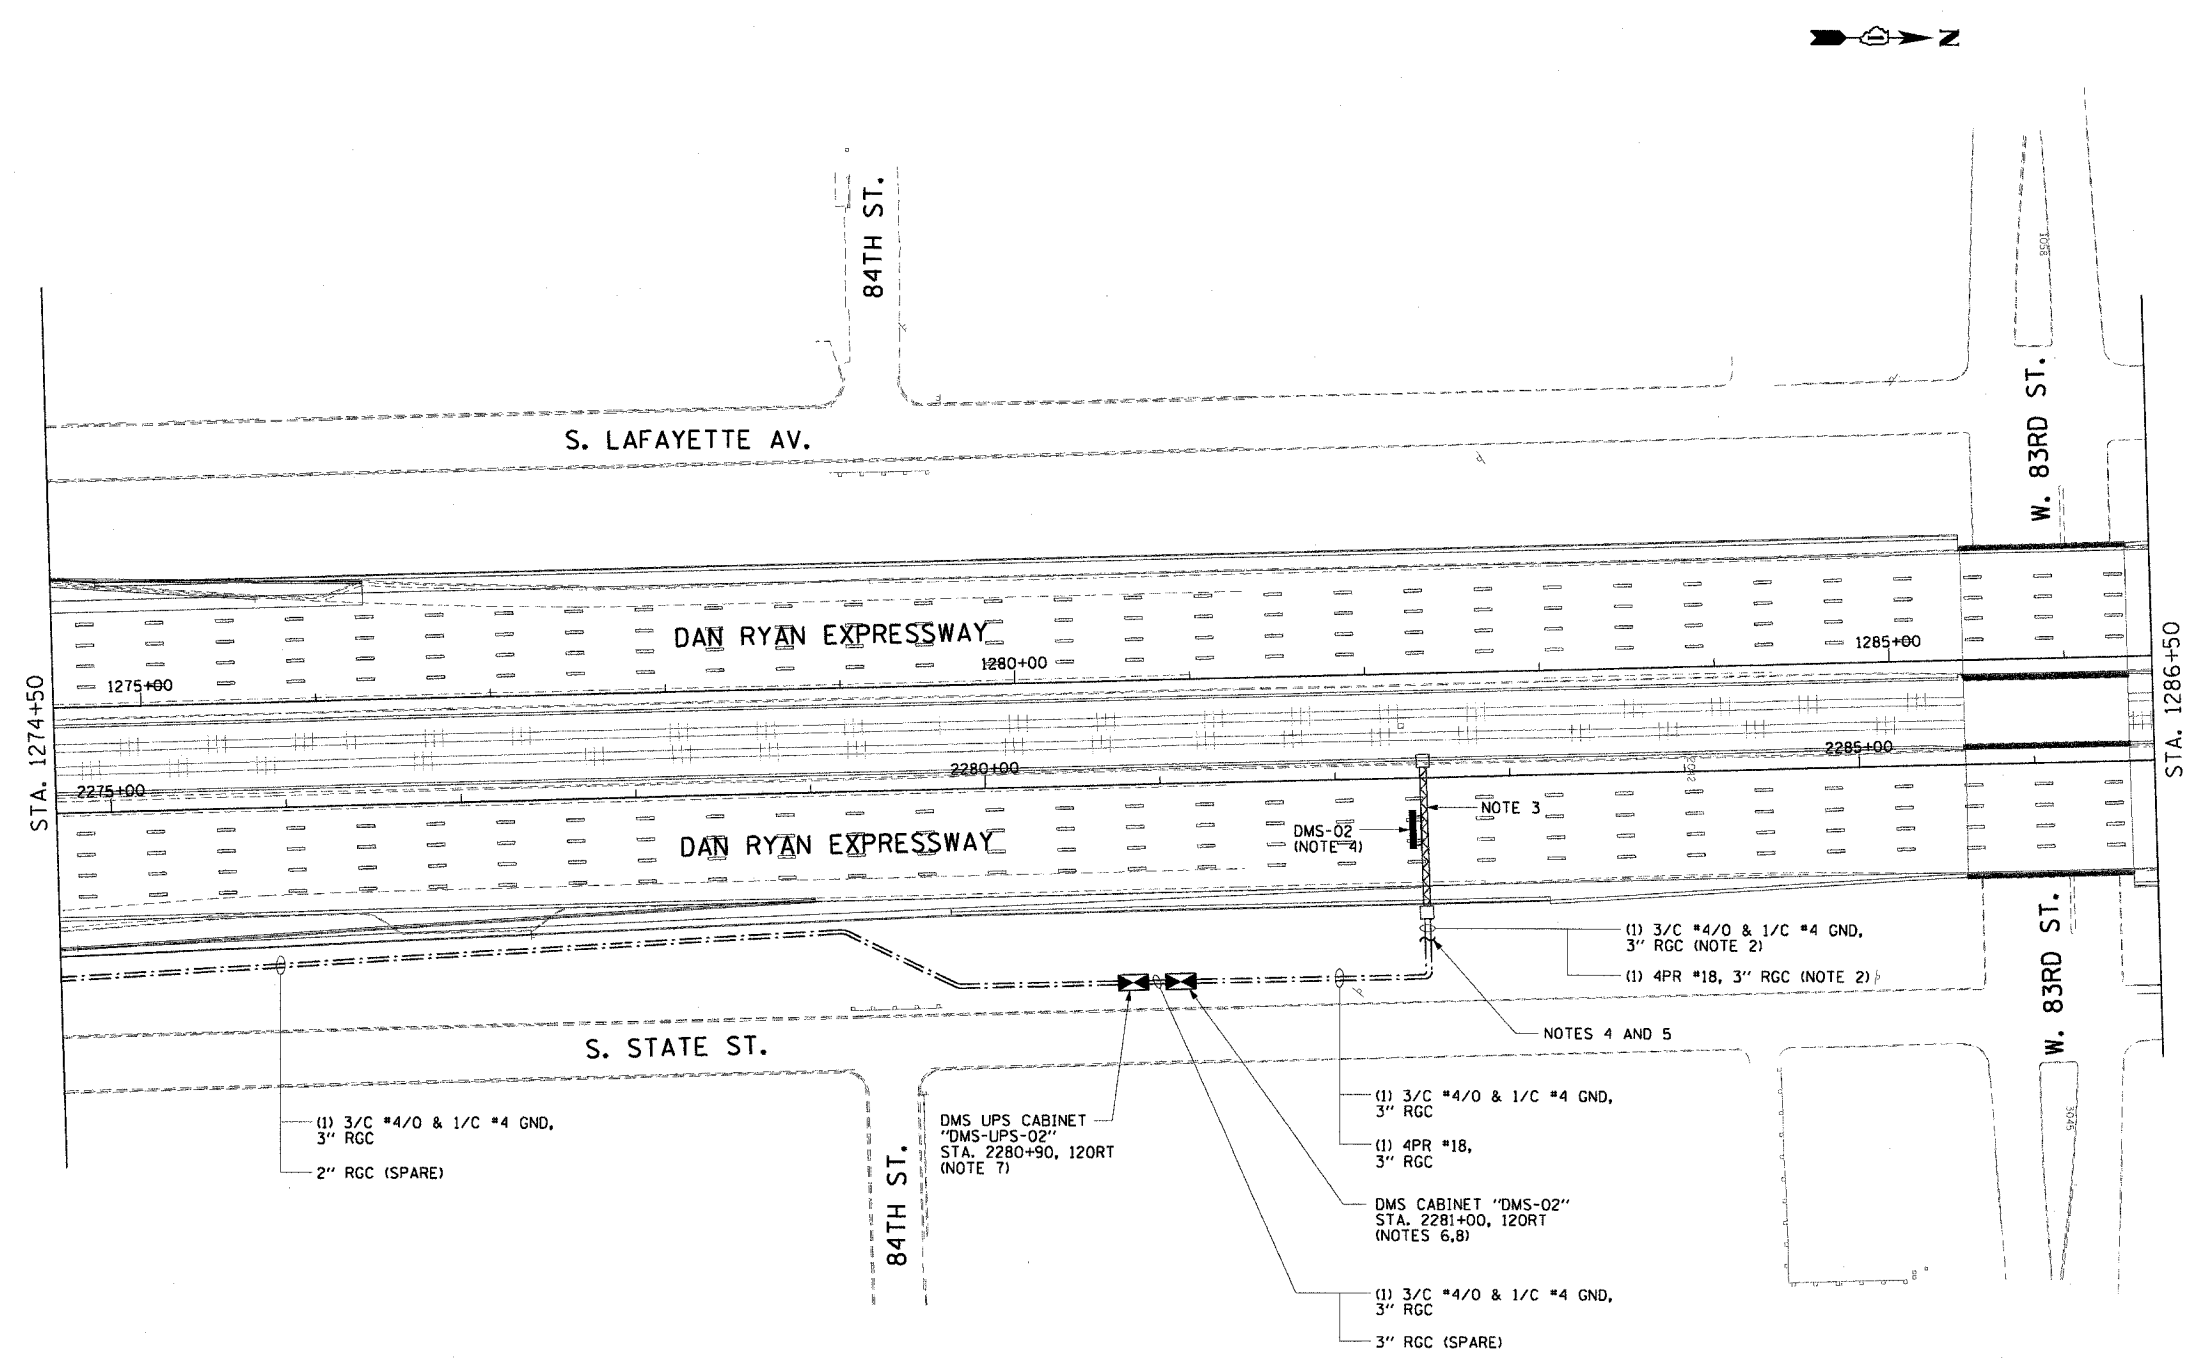 N
84TH ST.
S. LAFAYETTE AV.
W. 83RD ST.
STA. 1274+50
STA. 1286+50
DAN RYAN EXPRESSWAY
1275+00
1280+00
1285+00
2275+00
2280+00
2285+00
DAN RYAN EXPRESSWAY
DMS-02
(NOTE 4)
NOTE 3
(1) 3/C #4/0 & 1/C #4 GND,
3" RGC (NOTE 2)
(1) 4PR #18, 3" RGC (NOTE 2)
NOTES 4 AND 5
W. 83RD ST.
S. STATE ST.
84TH ST.
(1) 3/C #4/0 & 1/C #4 GND,
3" RGC
2" RGC (SPARE)
DMS UPS CABINET
"DMS-UPS-02"
STA. 2280+90, 120RT
(NOTE 7)
(1) 3/C #4/0 & 1/C #4 GND,
3" RGC
(1) 4PR #18,
3" RGC
DMS CABINET "DMS-02"
STA. 2281+00, 120RT
(NOTES 6,8)
(1) 3/C #4/0 & 1/C #4 GND,
3" RGC
3" RGC (SPARE)
3045